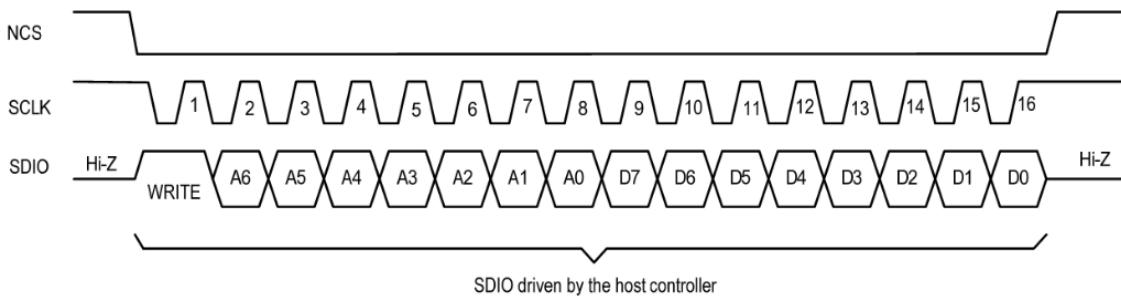 NCS
SCLK 1 2 3 4 5 6 7 8 9 10 11 12 13 14 15 16
SDIO Hi-Z WRITE A6 A5 A4 A3 A2 A1 A0 D7 D6 D5 D4 D3 D2 D1 D0 Hi-Z
SDIO driven by the host controller